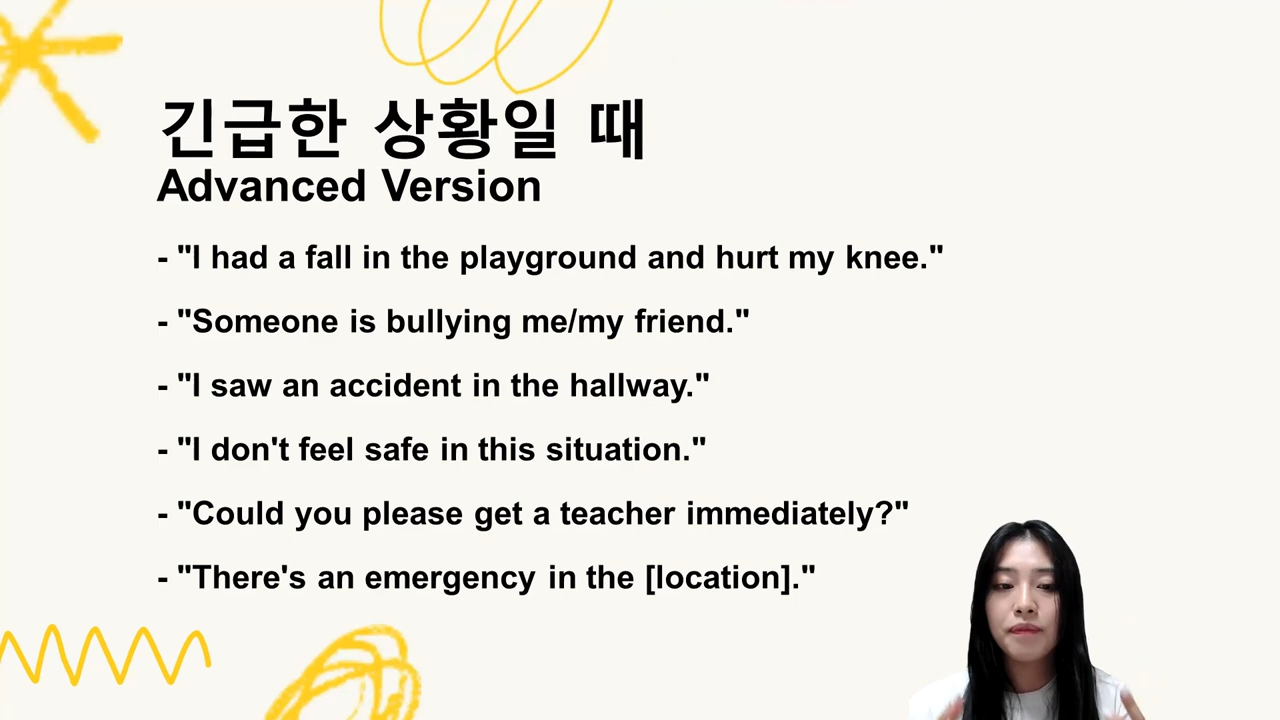 긴급한 상황일 때
Advanced Version
- "I had a fall in the playground and hurt my knee."
- "Someone is bullying me/my friend."
- "I saw an accident in the hallway."
- "I don't feel safe in this situation."
- "Could you please get a teacher immediately?"
- "There's an emergency in the [location]."